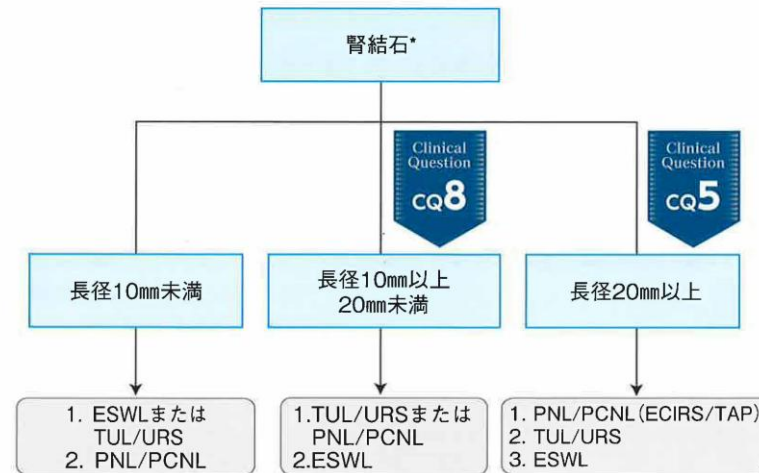 腎結石*
Clinical
Question
CQ8
Clinical
Question
CQ5
長径10㎜未満
長径10㎜以上
20㎜未満
長径20㎜以上
1. ESWLまたは
TUL/URS
2. PNL/PCNL
1.TUL/URSまたは
PNL/PCNL
2.ESWL
1. PNL/PCNL(ECIRS/TAP)
2. TUL/URS
3. ESWL